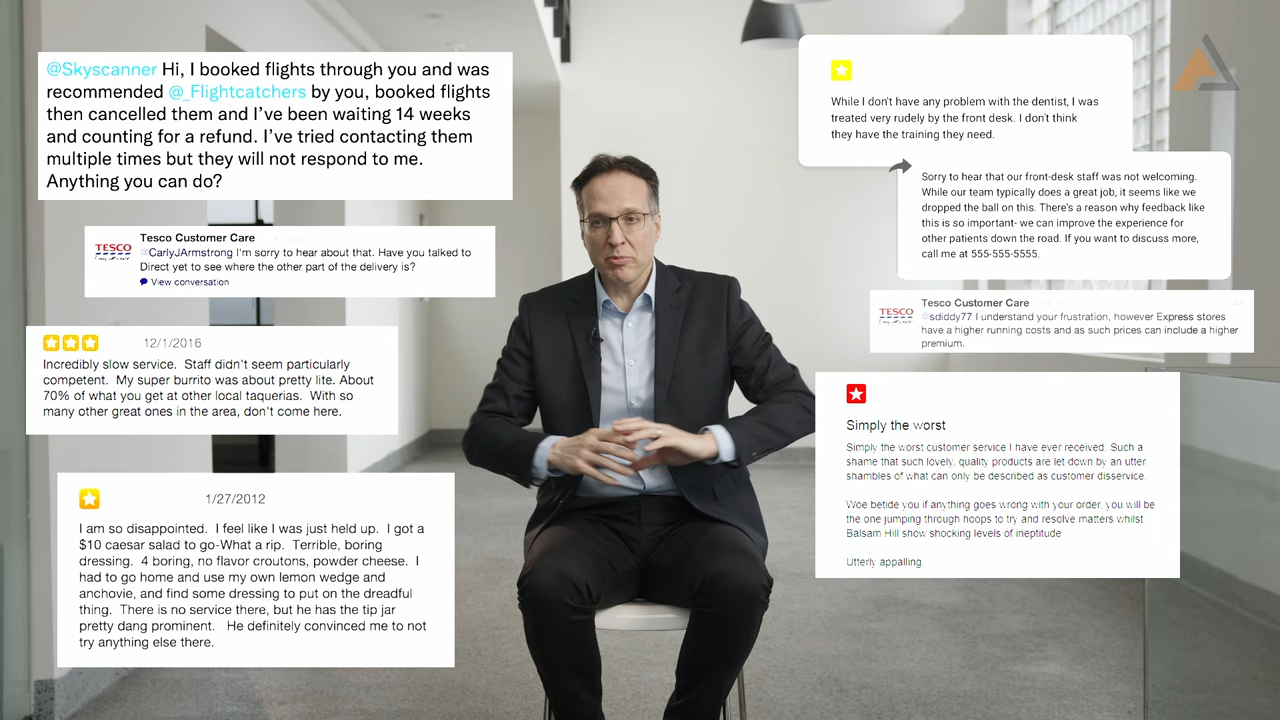 @Skyscanner Hi, I booked flights through you and was
recommended @_Flightcatchers by you, booked flights
then cancelled them and I've been waiting 14 weeks
and counting for a refund. I've tried contacting them
multiple times but they will not respond to me.
Anything you can do?
TESCO
Tesco Customer Care
@CarlyJArmstrong I'm sorry to hear about that. Have you talked to
Direct yet to see where the other part of the delivery is?
View conversation
12/1/2016
Incredibly slow service. Staff didn't seem particularly
competent. My super burrito was about pretty lite. About
70% of what you get at other local taquerias. With so
many other great ones in the area, don't come here.
1/27/2012
I am so disappointed. I feel like I was just held up. I got a
$10 caesar salad to go-What a rip. Terrible, boring
dressing. 4 boring, no flavor croutons, powder cheese. I
had to go home and use my own lemon wedge and
anchovie, and find some dressing to put on the dreadful
thing. There is no service there, but he has the tip jar
pretty dang prominent. He definitely convinced me to not
try anything else there.
While I don't have any problem with the dentist, I was
treated very rudely by the front desk. I don't think
they have the training they need.
Sorry to hear that our front-desk staff was not welcoming.
While our team typically does a great job, it seems like we
dropped the ball on this. There's a reason why feedback like
this is so important- we can improve the experience for
other patients down the road. If you want to discuss more,
call me at 555-555-5555.
TESCO
Tesco Customer Care
@sdiddy77 I understand your frustration, however Express stores
have a higher running costs and as such prices can include a higher
premium.
Simply the worst
Simply the worst customer service I have ever received. Such a
shame that such lovely, quality products are let down by an utter
shambles of what can only be described as customer disservice.
Woe betide you if anything goes wrong with your order, you will be
the one jumping through hoops to try and resolve matters whilst
Balsam Hill show shocking levels of ineptitude
Utterly appalling